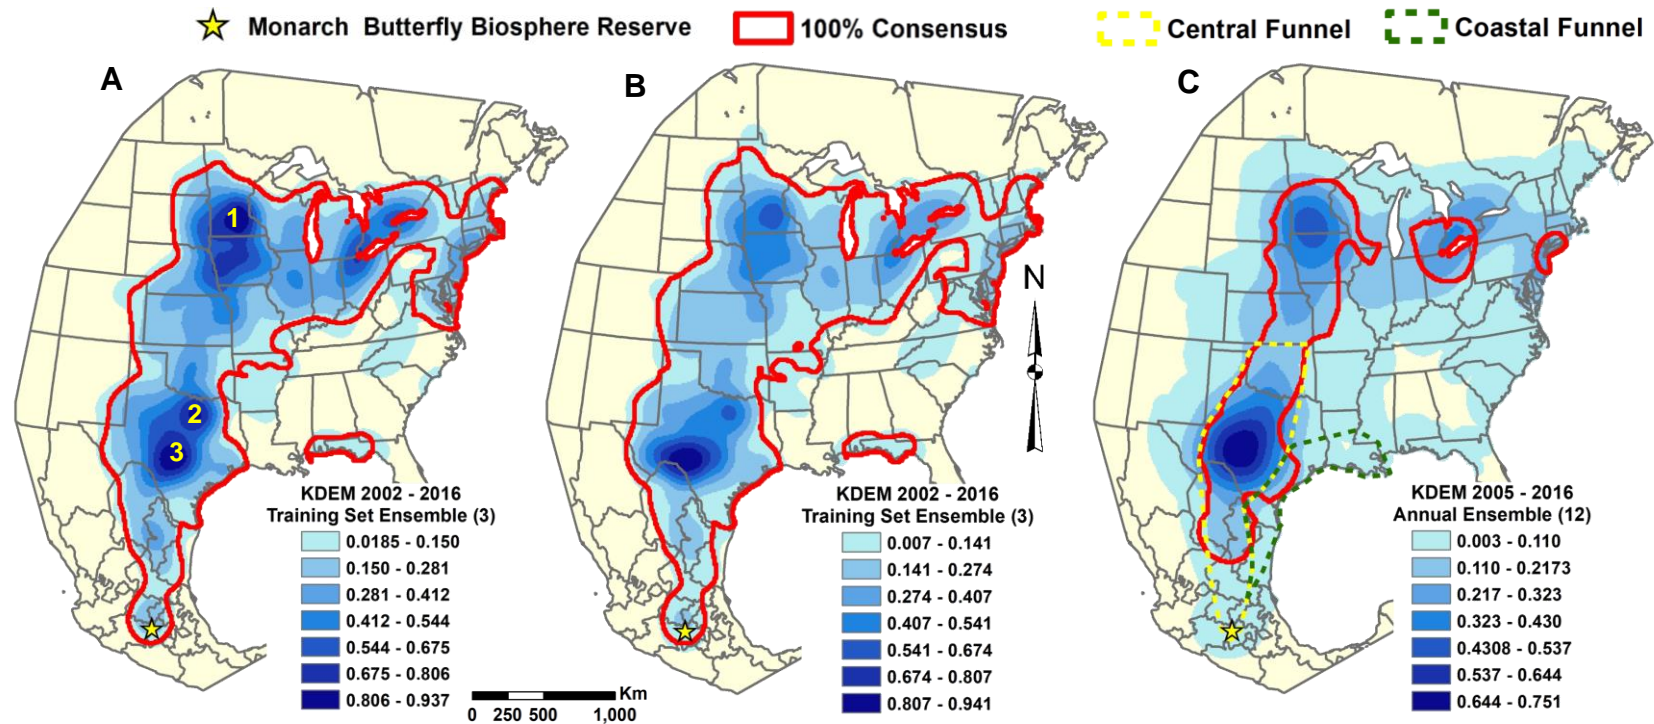 Monarch Butterfly Biosphere Reserve
100% Consensus
Central Funnel
Coastal Funnel
A
B
C
1
2
3
N
KDEM 2002 - 2016
Training Set Ensemble (3)
0.0185 - 0.150
0.150 - 0.281
0.281 - 0.412
0.412 - 0.544
0.544 - 0.675
0.675 - 0.806
0.806 - 0.937
Km
0 250 500 1,000
KDEM 2002 - 2016
Training Set Ensemble (3)
0.007 - 0.141
0.141 - 0.274
0.274 - 0.407
0.407 - 0.541
0.541 - 0.674
0.674 - 0.807
0.807 - 0.941
KDEM 2005 - 2016
Annual Ensemble (12)
0.003 - 0.110
0.110 - 0.2173
0.217 - 0.323
0.323 - 0.430
0.4308 - 0.537
0.537 - 0.644
0.644 - 0.751